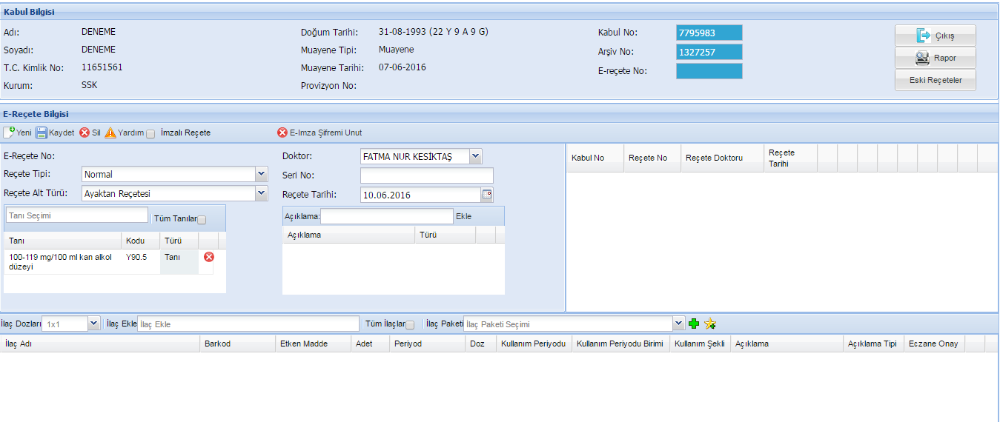 Kabul Bilgisi
Adı: DENEME Doğum Tarihi: 31-08-1993 (22 Y 9 A 9 G) Kabul No: 7795983 Çıkış
Soyadı: DENEME Muayene Tipi: Muayene Arşiv No: 1327257 Rapor
T.C. Kimlik No: 11651561 Muayene Tarihi: 07-06-2016 E-reçete No: Eski Reçeteler
Kurum: SSK Provizyon No:
E-Reçete Bilgisi
Yeni Kaydet Sil Yardım İmzalı Reçete E-Imza Şifremi Unut
E-Reçete No: Doktor: FATMA NUR KESİKTAŞ
Reçete Tipi: Normal Seri No:
Reçete Alt Türü: Ayaktan Reçetesi Reçete Tarihi: 10.06.2016
Kabul No Reçete No Reçete Doktoru Reçete Tarihi
Tanı Seçimi Tüm Tanılar Açıklama: Ekle
Tanı Kodu Türü Açıklama Türü
100-119 mg/100 ml kan alkol Y90.5 Tanı
düzeyi
İlaç Dozları 1x1 İlaç Ekle İlaç Ekle Tüm İlaçlar İlaç Paketi İlaç Paketi Seçimi
İlaç Adı Barkod Etken Madde Adet Periyod Doz Kullanım Periyodu Kullanım Periyodu Birimi Kullanım Şekli Açıklama Açıklama Tipi Eczane Onay